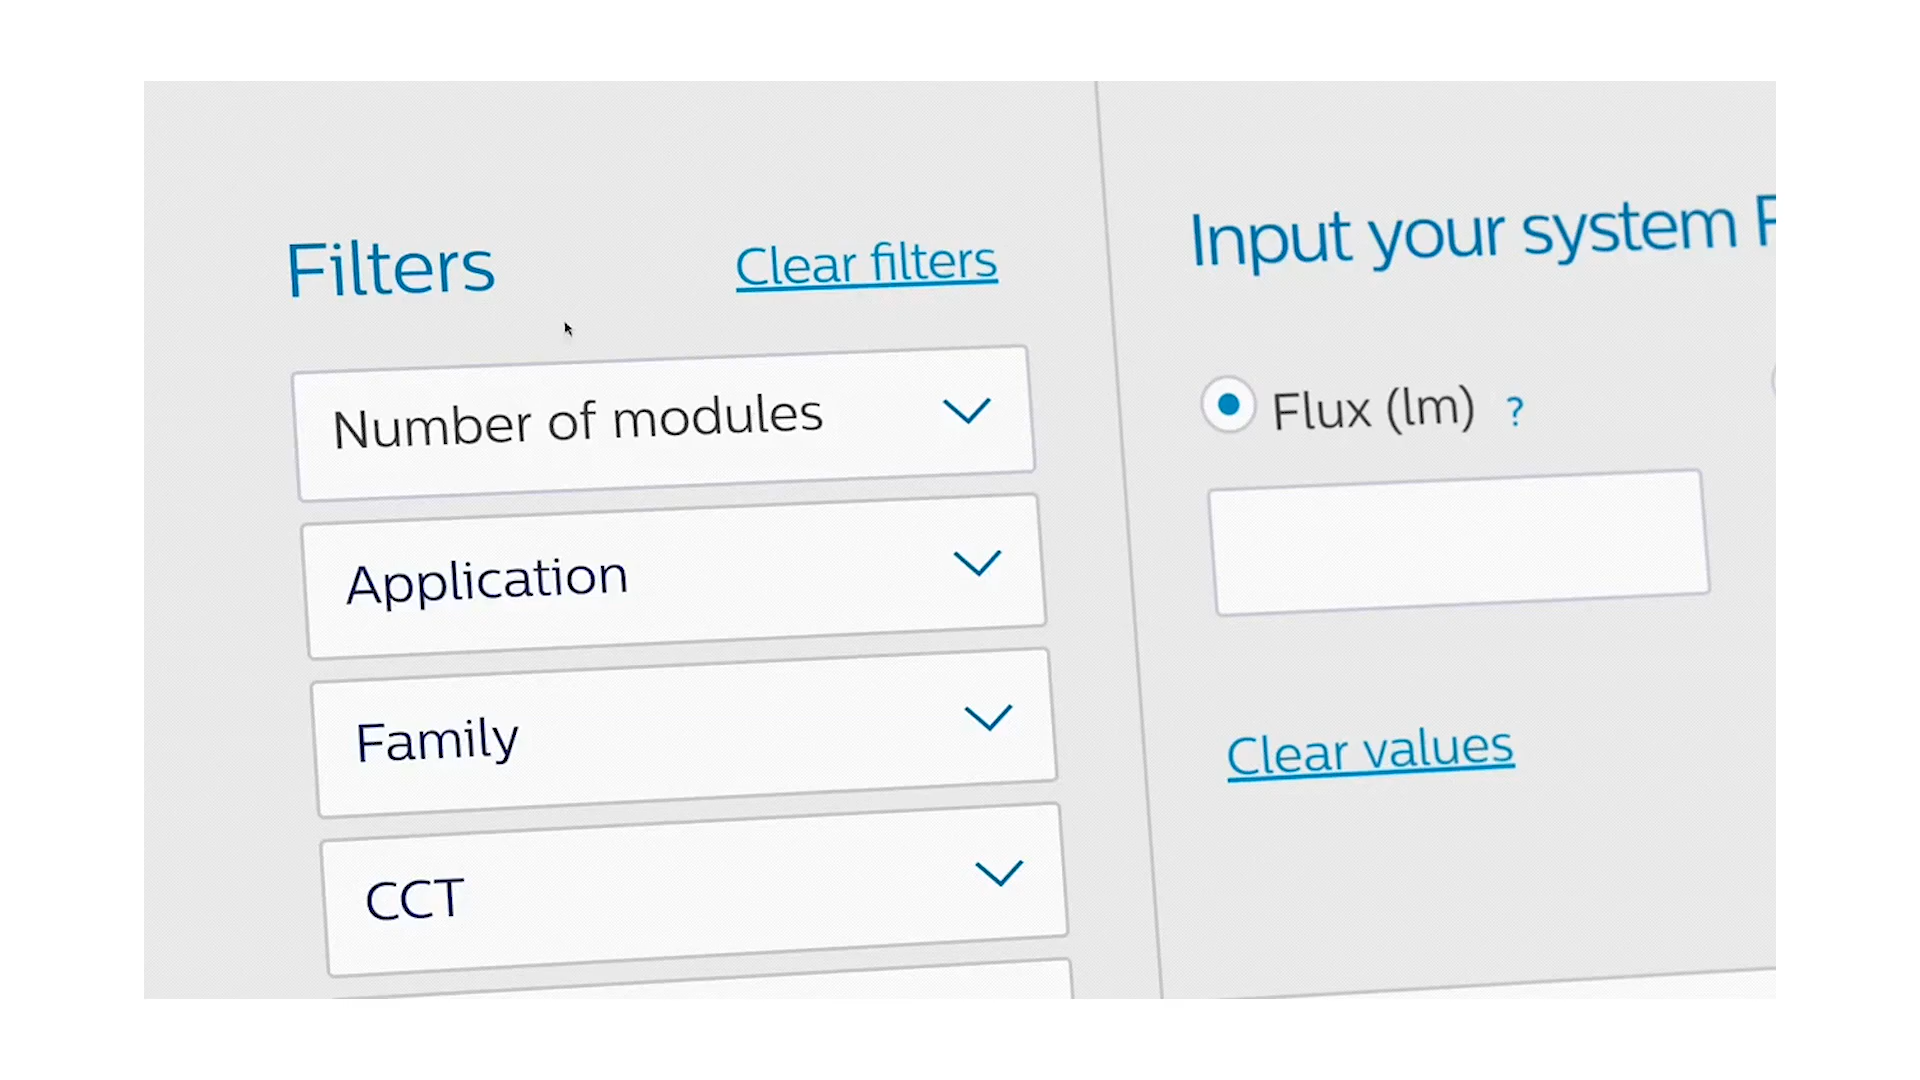 Filters
Clear filters
Number of modules
Application
Family
CCT
Input your system
Flux (lm) ?
Clear values